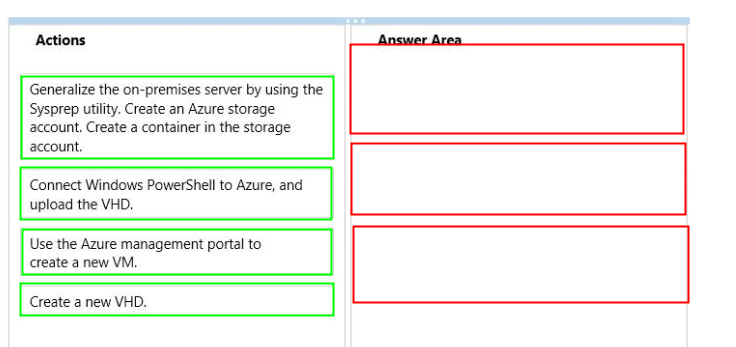 Actions
Answer Area
Generalize the on-premises server by using the
Sysprep utility. Create an Azure storage
account. Create a container in the storage
account.
Connect Windows PowerShell to Azure, and
upload the VHD.
Use the Azure management portal to
create a new VM.
Create a new VHD.